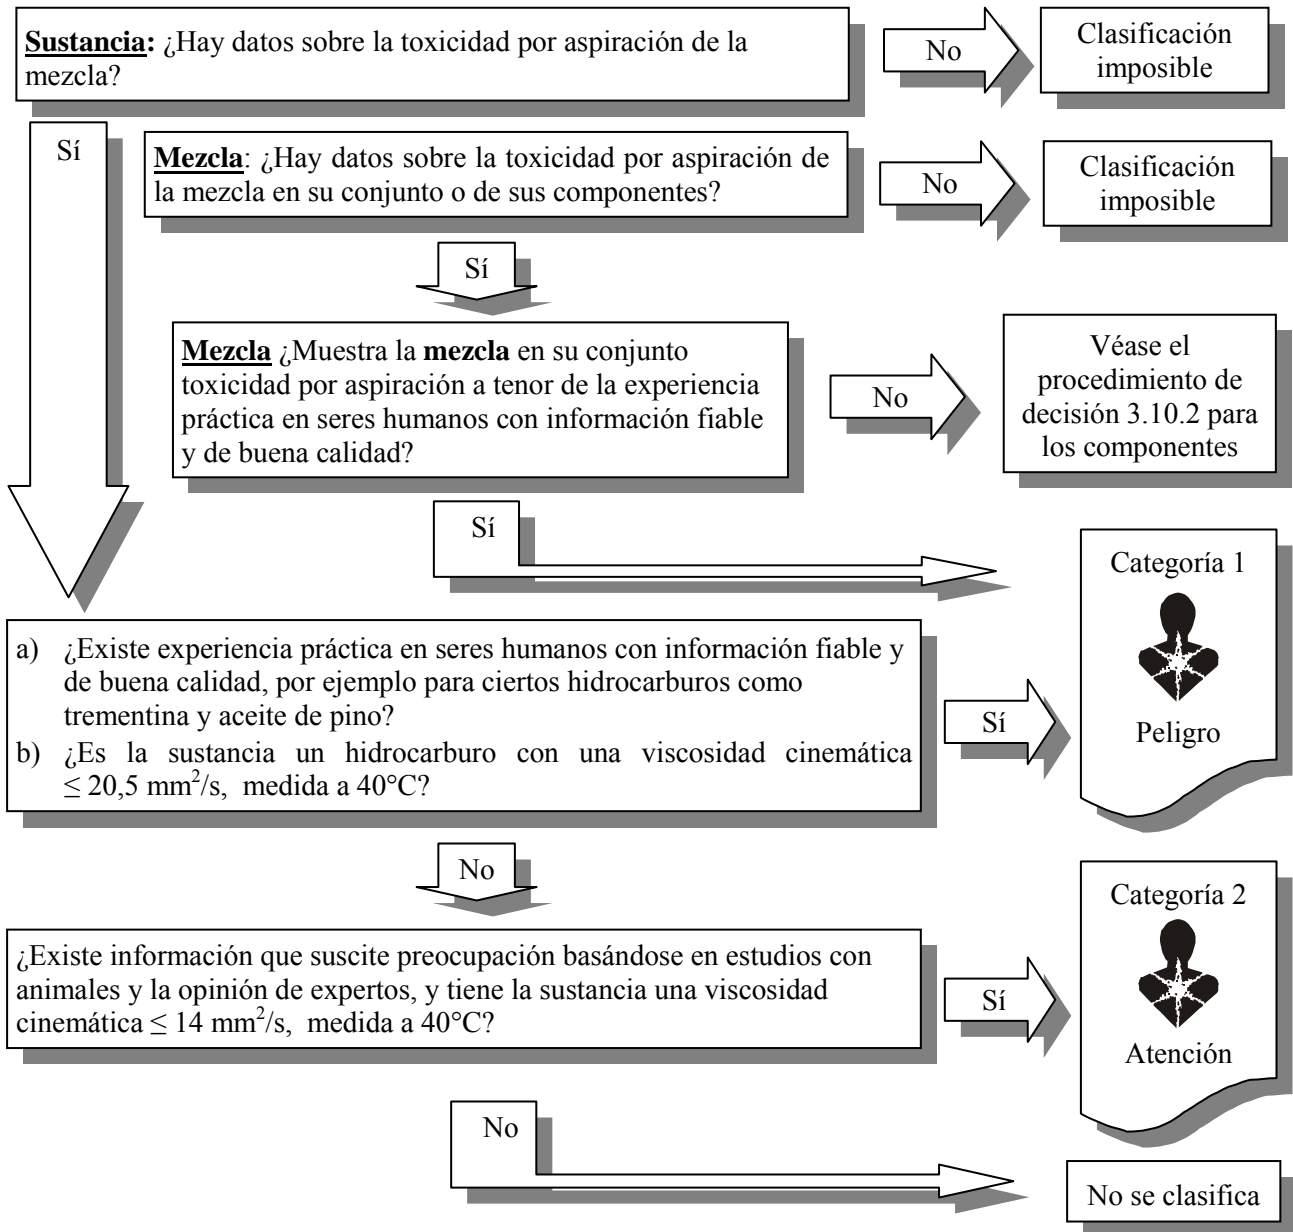 Sustancia: ¿Hay datos sobre la toxicidad por aspiración de la
mezcla?
No
Clasificación
imposible
Sí
Mezcla: ¿Hay datos sobre la toxicidad por aspiración de
la mezcla en su conjunto o de sus componentes?
No
Clasificación
imposible
Sí
Mezcla ¿Muestra la mezcla en su conjunto
toxicidad por aspiración a tenor de la experiencia
práctica en seres humanos con información fiable
y de buena calidad?
No
Véase el
procedimiento de
decisión 3.10.2 para
los componentes
Sí
Categoría 1
Peligro
a) ¿Existe experiencia práctica en seres humanos con información fiable y
de buena calidad, por ejemplo para ciertos hidrocarburos como
trementina y aceite de pino?
b) ¿Es la sustancia un hidrocarburo con una viscosidad cinemática
≤ 20,5 mm²/s, medida a 40°C?
Sí
No
Categoría 2
Atención
¿Existe información que suscite preocupación basándose en estudios con
animales y la opinión de expertos, y tiene la sustancia una viscosidad
cinemática ≤ 14 mm²/s, medida a 40°C?
Sí
No
No se clasifica